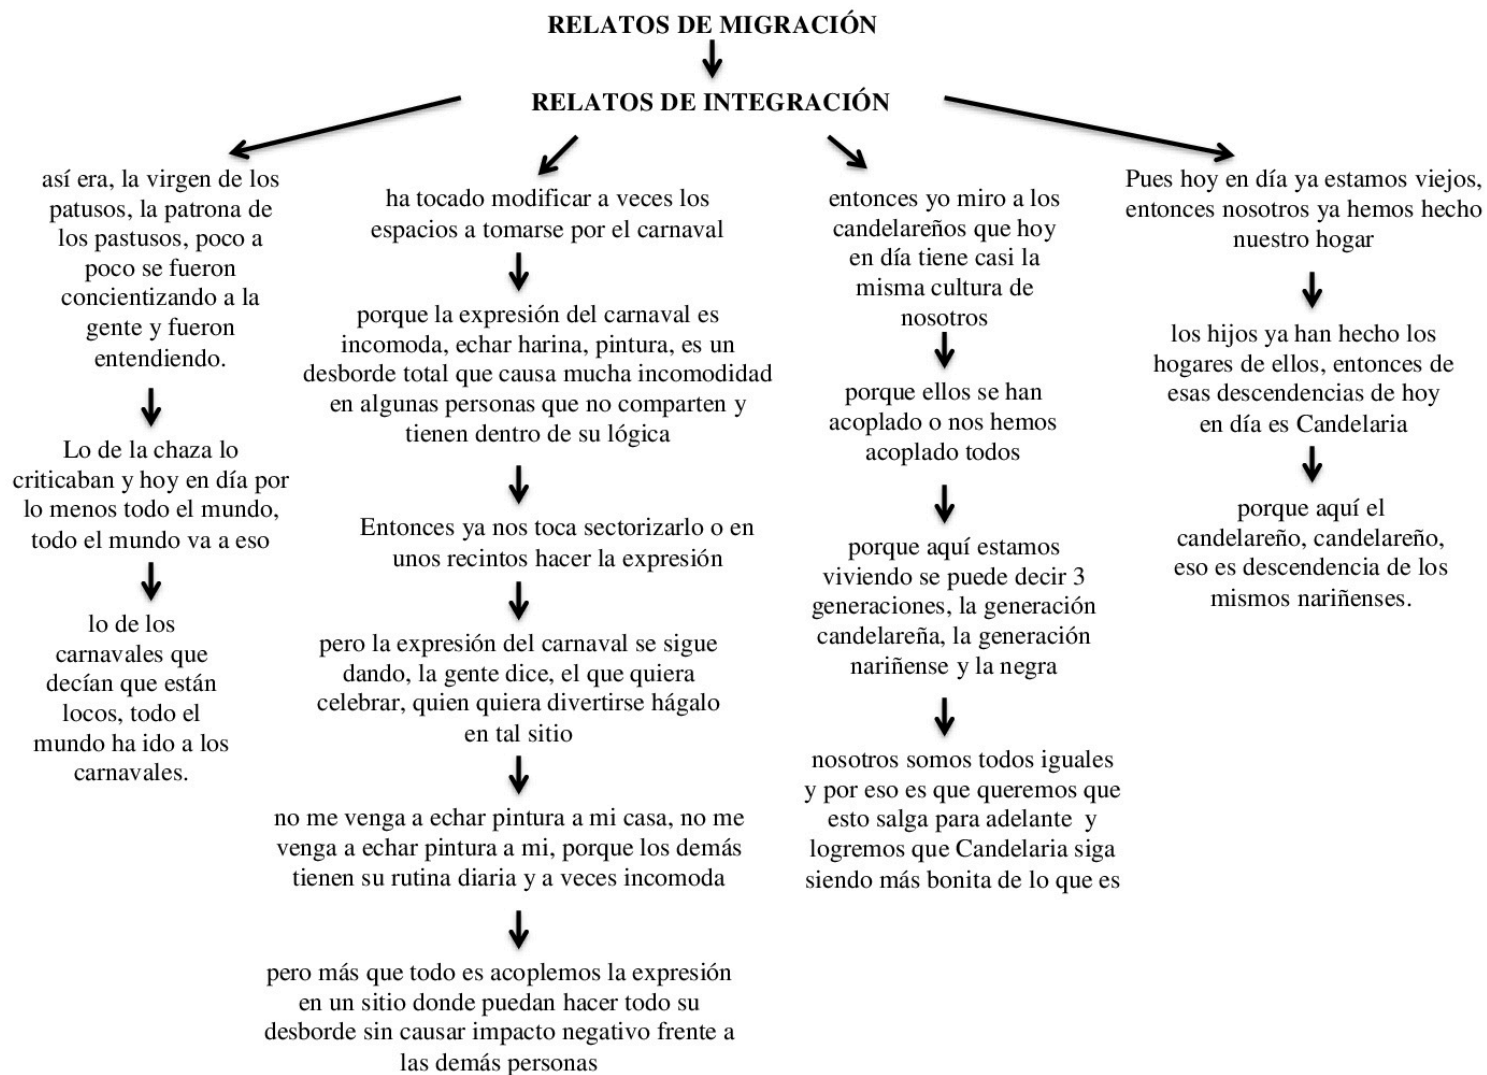 RELATOS DE MIGRACIÓN
RELATOS DE INTEGRACIÓN
así era, la virgen de los
patusos, la patrona de
los pastusos, poco a
poco se fueron
concientizando a la
gente y fueron
entendiendo.
Lo de la chaza lo
criticaban y hoy en día por
lo menos todo el mundo,
todo el mundo va a eso
lo de los
carnavales que
decían que están
locos, todo el
mundo ha ido a los
carnavales.
ha tocado modificar a veces los
espacios a tomarse por el carnaval
porque la expresión del carnaval es
incomoda, echar harina, pintura, es un
desborde total que causa mucha incomodidad
en algunas personas que no comparten y
tienen dentro de su lógica
Entonces ya nos toca sectorizarlo o en
unos recintos hacer la expresión
pero la expresión del carnaval se sigue
dando, la gente dice, el que quiera
celebrar, quien quiera divertirse hágalo
en tal sitio
no me venga a echar pintura a mi casa, no me
venga a echar pintura a mi, porque los demás
tienen su rutina diaria y a veces incomoda
pero más que todo es acoplemos la expresión
en un sitio donde puedan hacer todo su
desborde sin causar impacto negativo frente a
las demás personas
entonces yo miro a los
candelareños que hoy
en día tiene casi la
misma cultura de
nosotros
porque ellos se han
acoplado o nos hemos
acoplado todos
porque aquí estamos
viviendo se puede decir 3
generaciones, la generación
candelareña, la generación
nariñense y la negra
nosotros somos todos iguales
y por eso es que queremos que
esto salga para adelante y
logremos que Candelaria siga
siendo más bonita de lo que es
Pues hoy en día ya estamos viejos,
entonces nosotros ya hemos hecho
nuestro hogar
los hijos ya han hecho los
hogares de ellos, entonces de
esas descendencias de hoy
en día es Candelaria
porque aquí el
candelareño, candelareño,
eso es descendencia de los
mismos nariñenses.